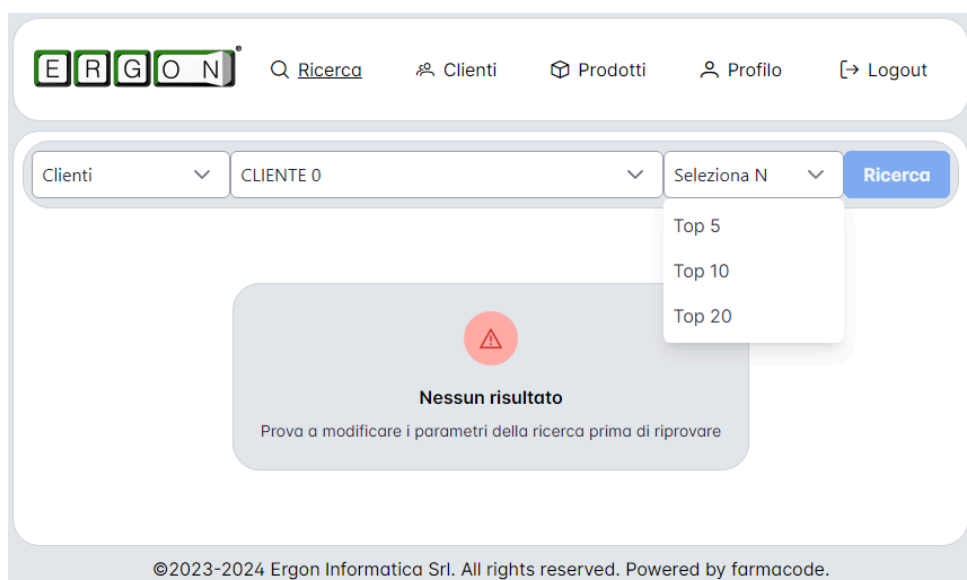 ERGON® Ricerca Clienti Prodotti Profilo Logout
Clienti CLIENTE 0 Seleziona N Ricerca
Top 5
Top 10
Top 20
Nessun risultato
Prova a modificare i parametri della ricerca prima di riprovare
©2023-2024 Ergon Informatica Srl. All rights reserved. Powered by farmacode.